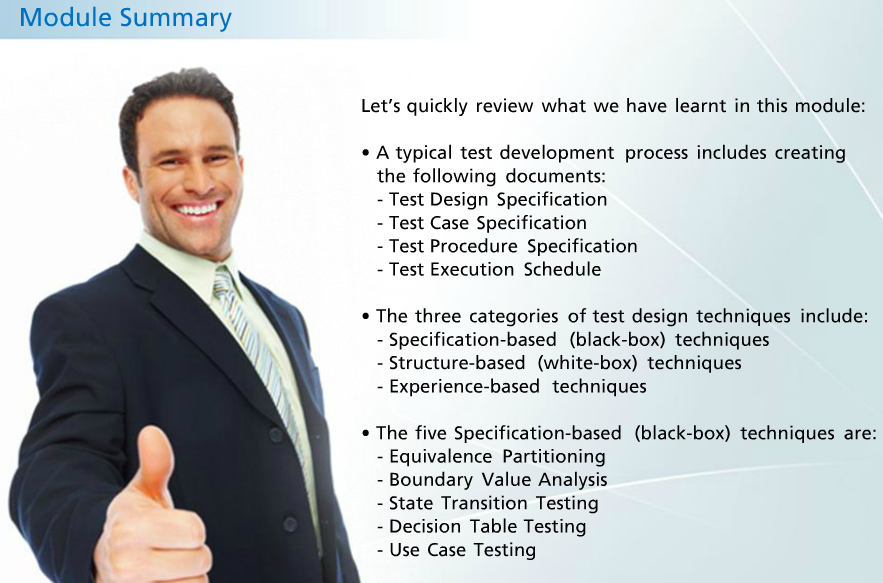 Module Summary
Let’s quickly review what we have learnt in this module:
• A typical test development process includes creating
the following documents:
- Test Design Specification
- Test Case Specification
- Test Procedure Specification
- Test Execution Schedule
• The three categories of test design techniques include:
- Specification-based (black-box) techniques
- Structure-based (white-box) techniques
- Experience-based techniques
• The five Specification-based (black-box) techniques are:
- Equivalence Partitioning
- Boundary Value Analysis
- State Transition Testing
- Decision Table Testing
- Use Case Testing